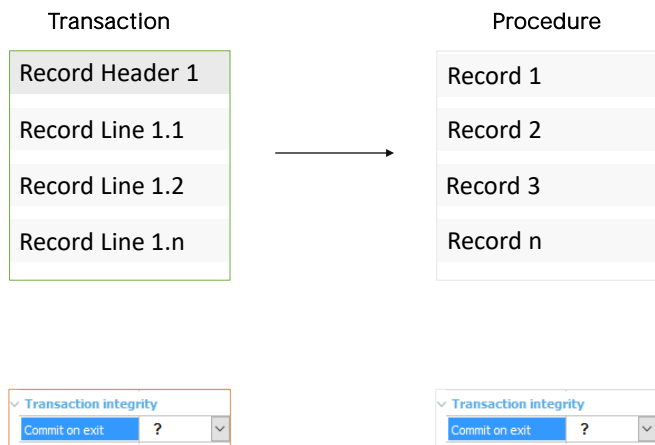 Transaction
Procedure
Record Header 1
Record Line 1.1
Record Line 1.2
Record Line 1.n
Record 1
Record 2
Record 3
Record n
Transaction integrity
Commit on exit ?
Transaction integrity
Commit on exit ?